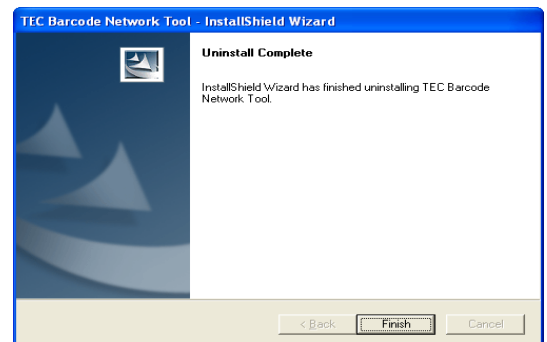 TEC Barcode Network Tool - InstallShield Wizard
Uninstall Complete
InstallShield Wizard has finished uninstalling TEC Barcode
Network Tool.
< Back
Finish
Cancel